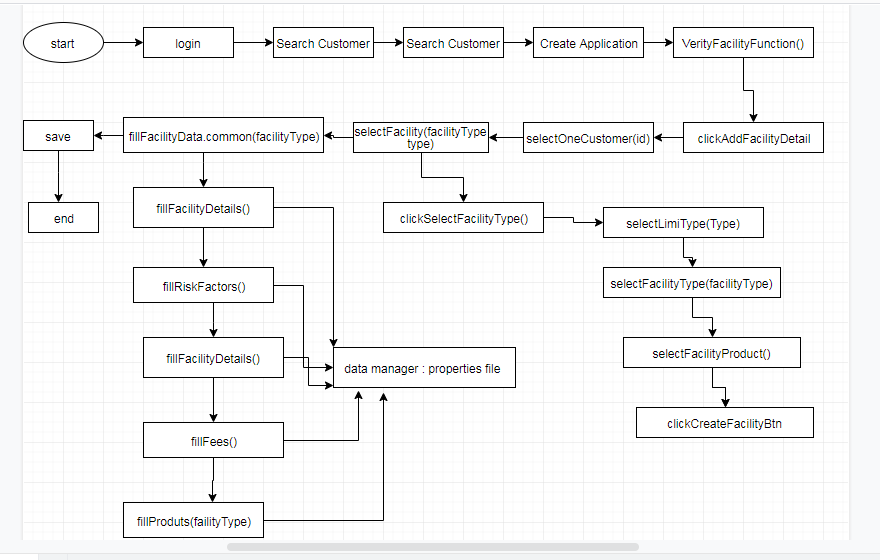 start
login
Search Customer
Search Customer
Create Application
VerityFacilityFunction()
save
fillFacilityData.common(facilityType)
selectFacility(facilityType
type)
selectOneCustomer(id)
clickAddFacilityDetail
end
fillFacilityDetails()
clickSelectFacilityType()
selectLimiType(Type)
fillRiskFactors()
selectFacilityType(facilityType)
fillFacilityDetails()
data manager : properties file
selectFacilityProduct()
fillFees()
clickCreateFacilityBtn
fillProduts(failityType)